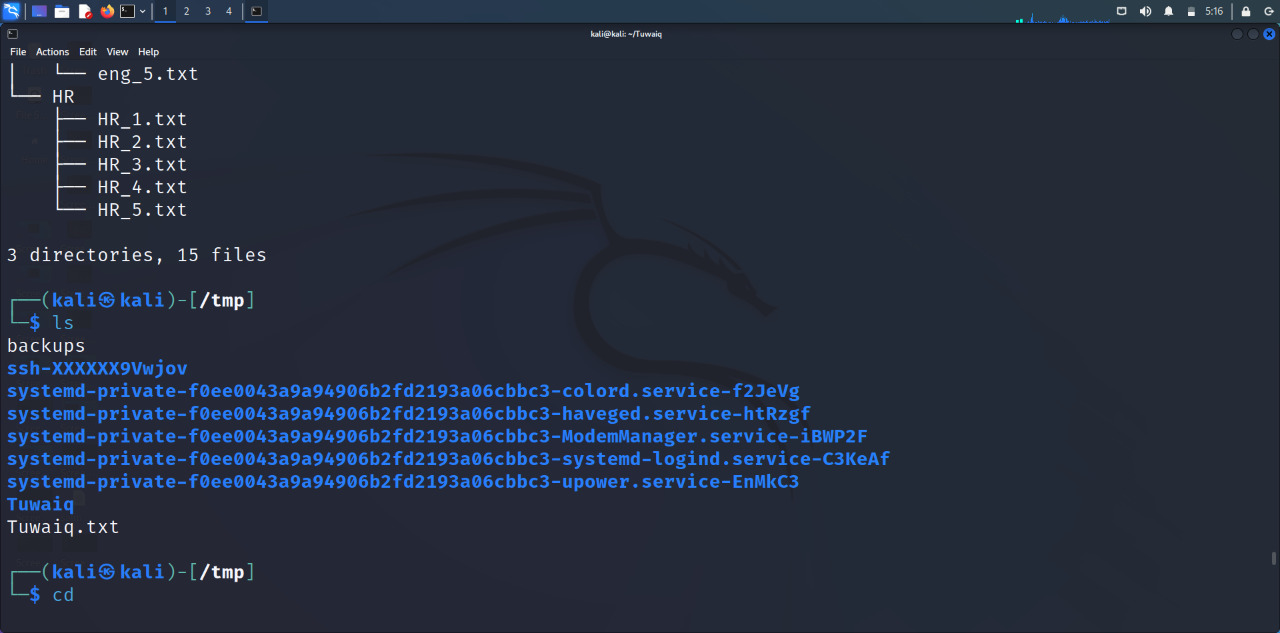 1 2 3 4 5:16
kali@kali: ~/Tuwaiq
File Actions Edit View Help
│   └── eng_5.txt
└── HR
    ├── HR_1.txt
    ├── HR_2.txt
    ├── HR_3.txt
    ├── HR_4.txt
    └── HR_5.txt
3 directories, 15 files
┌──(kali㉿kali)-[/tmp]
└─$ ls
backups
ssh-XXXXXX9Vwjov
systemd-private-f0ee0043a9a94906b2fd2193a06cbbc3-colord.service-f2JeVg
systemd-private-f0ee0043a9a94906b2fd2193a06cbbc3-haveged.service-htRzgf
systemd-private-f0ee0043a9a94906b2fd2193a06cbbc3-ModemManager.service-iBWP2F
systemd-private-f0ee0043a9a94906b2fd2193a06cbbc3-systemd-logind.service-C3KeAf
systemd-private-f0ee0043a9a94906b2fd2193a06cbbc3-upower.service-EnMkC3
Tuwaiq
Tuwaiq.txt
┌──(kali㉿kali)-[/tmp]
└─$ cd